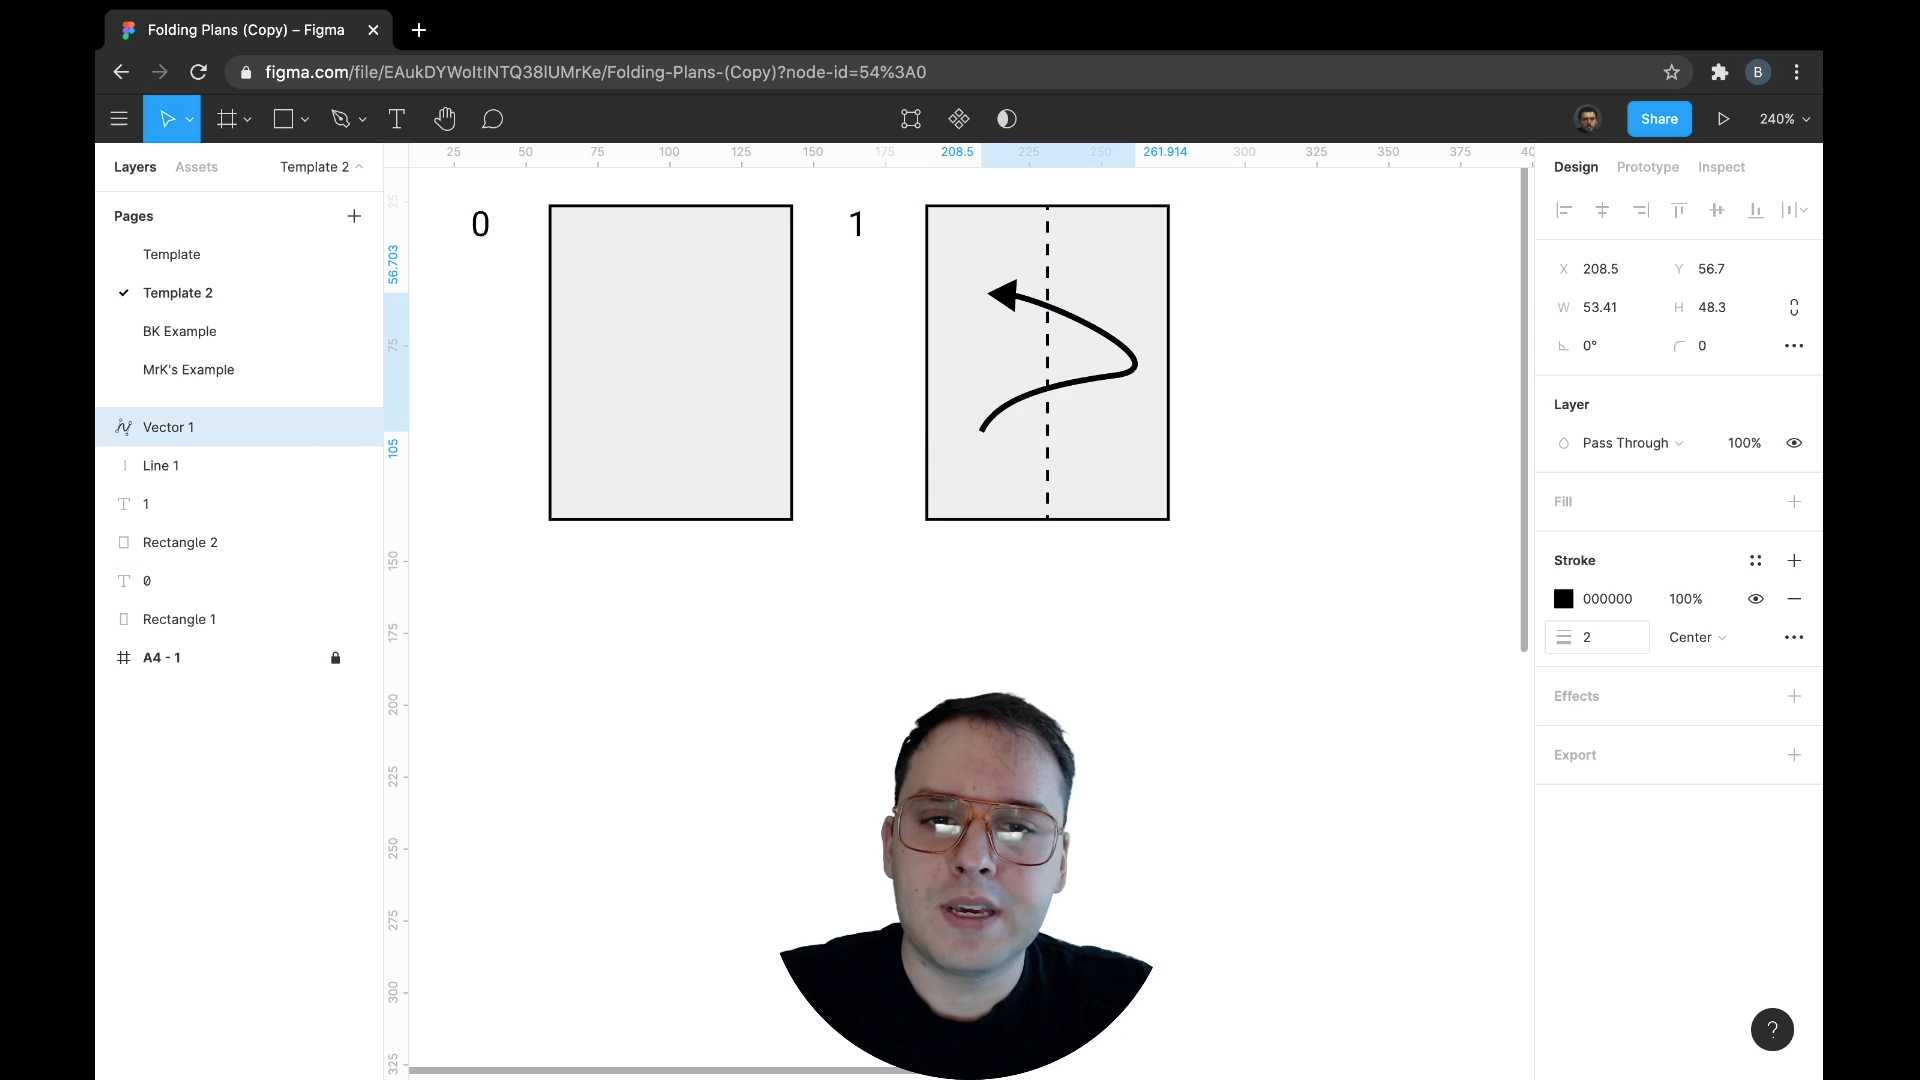 Folding Plans (Copy) – Figma
figma.com/file/EAukDYWoltlNTQ38lUMrKe/Folding-Plans-(Copy)?node-id=54%3A0
B
Share
240%
Layers
Assets
Template 2
25 50 75 100 125 150 175 208.5 225 250 261.914 300 325 350 375 40
Design
Prototype
Inspect
Pages
Template
Template 2
BK Example
MrK's Example
Vector 1
Line 1
1
Rectangle 2
0
Rectangle 1
A4 - 1
25
56.703
75
105
150
175
200
225
250
275
300
325
0
1
X 208.5 Y 56.7
W 53.41 H 48.3
0° 0
Layer
Pass Through 100%
Fill
Stroke
000000 100%
2 Center
Effects
Export
?